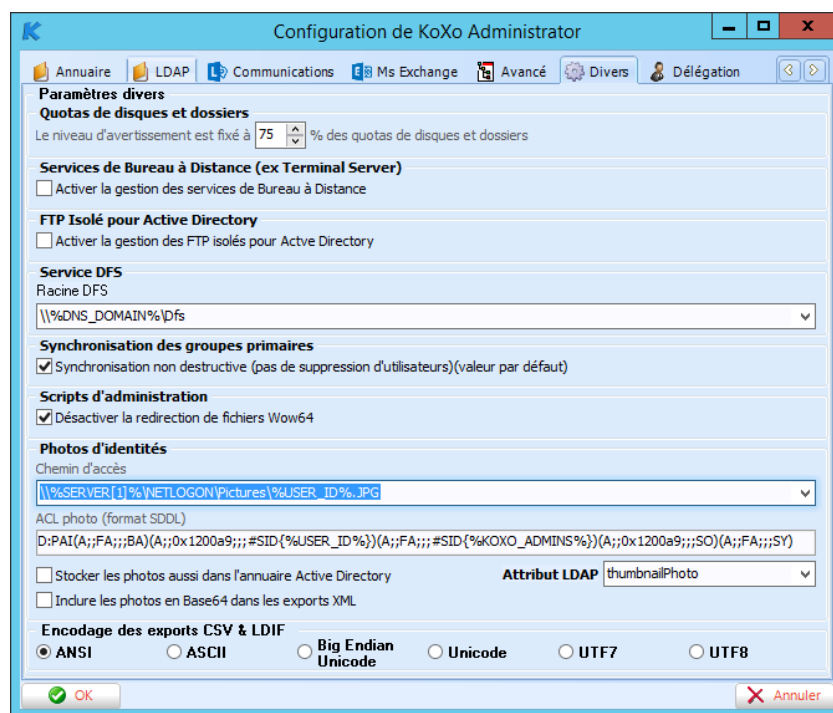 Configuration de KoXo Administrator
Annuaire LDAP Communications Ms Exchange Avancé Divers Délégation
Paramètres divers
Quotas de disques et dossiers
Le niveau d'avertissement est fixé à 75 % des quotas de disques et dossiers
Services de Bureau à Distance (ex Terminal Server)
Activer la gestion des services de Bureau à Distance
FTP Isolé pour Active Directory
Activer la gestion des FTP isolés pour Actve Directory
Service DFS
Racine DFS
\\%DNS_DOMAIN%\Dfs
Synchronisation des groupes primaires
Synchronisation non destructive (pas de suppression d'utilisateurs)(valeur par défaut)
Scripts d'administration
Désactiver la redirection de fichiers Wow64
Photos d'identités
Chemin d'accès
\\%SERVER[1]%\NETLOGON\Pictures\%USER_ID%.JPG
ACL photo (format SDDL)
D:PAI(A;;FA;;;BA)(A;;0x1200a9;;;#SID{%USER_ID%})(A;;FA;;;#SID{%KOXO_ADMINS%})(A;;0x1200a9;;;SO)(A;;FA;;;SY)
Stocker les photos aussi dans l'annuaire Active Directory Attribut LDAP thumbnailPhoto
Inclure les photos en Base64 dans les exports XML
Encodage des exports CSV & LDIF
ANSI ASCII Big Endian Unicode Unicode UTF7 UTF8
OK Annuler